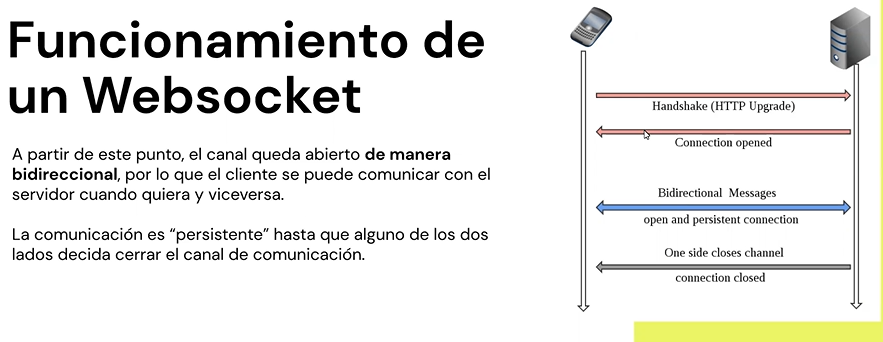 Funcionamiento de
un Websocket
A partir de este punto, el canal queda abierto de manera
bidireccional, por lo que el cliente se puede comunicar con el
servidor cuando quiera y viceversa.
La comunicación es “persistente” hasta que alguno de los dos
lados decida cerrar el canal de comunicación.
Handshake (HTTP Upgrade)
Connection opened
Bidirectional Messages
open and persistent connection
One side closes channel
connection closed